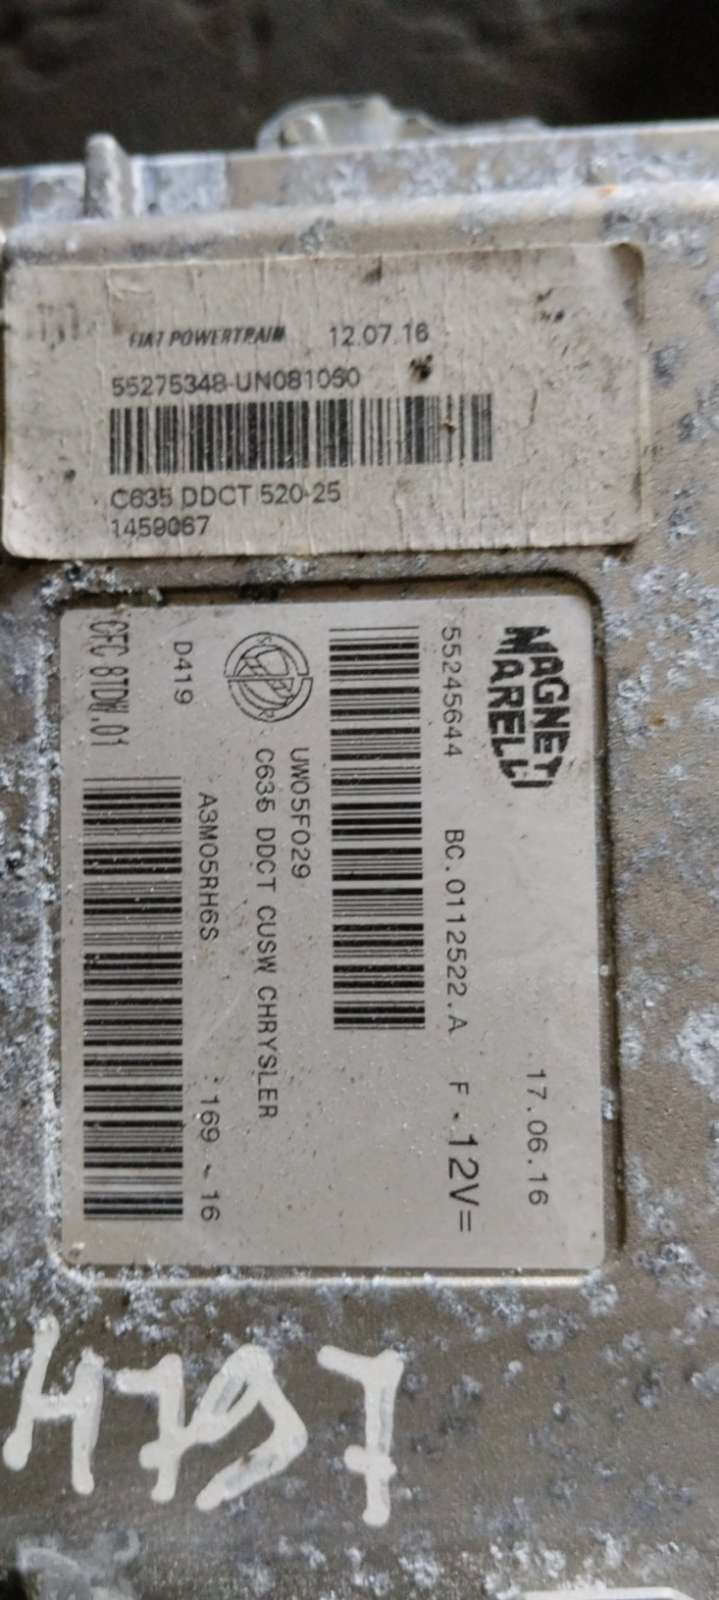 FIAT POWERTRAIN 12.07.16
55275348-UN081060
C635 DDCT 520-25
1459067
MAGNETI
MARELLI
17.06.16
55245644 BC.0112522.A F. 12V=
UW05F029
C635 DDCT CUSW CHRYSLER
D419
A3M05RH6S 169-16
CFC 8TDW.01
H797